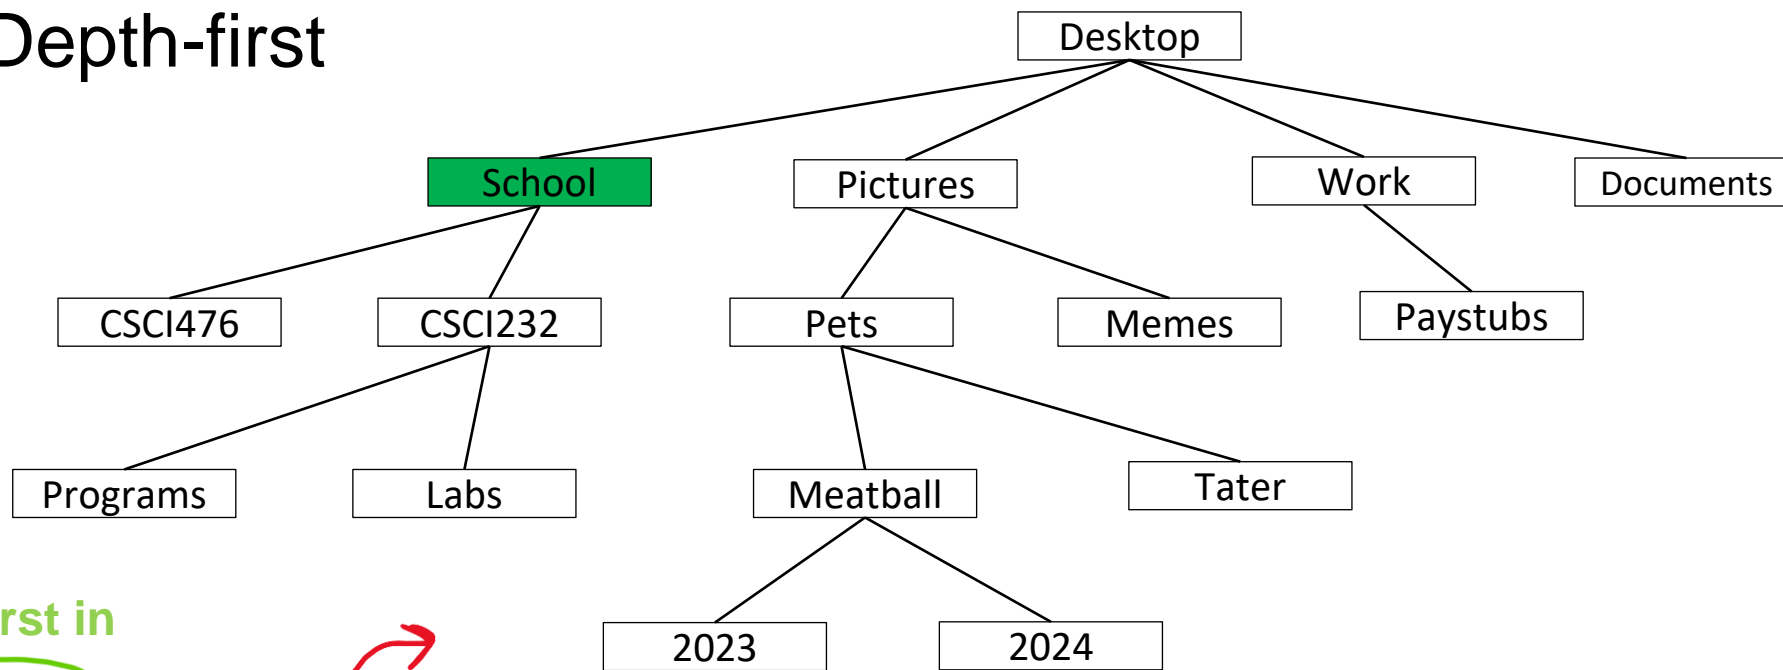 Depth-first
Desktop
School
Pictures
Work
Documents
CSCI476
CSCI232
Pets
Memes
Paystubs
Programs
Labs
Meatball
Tater
rst in
2023
2024